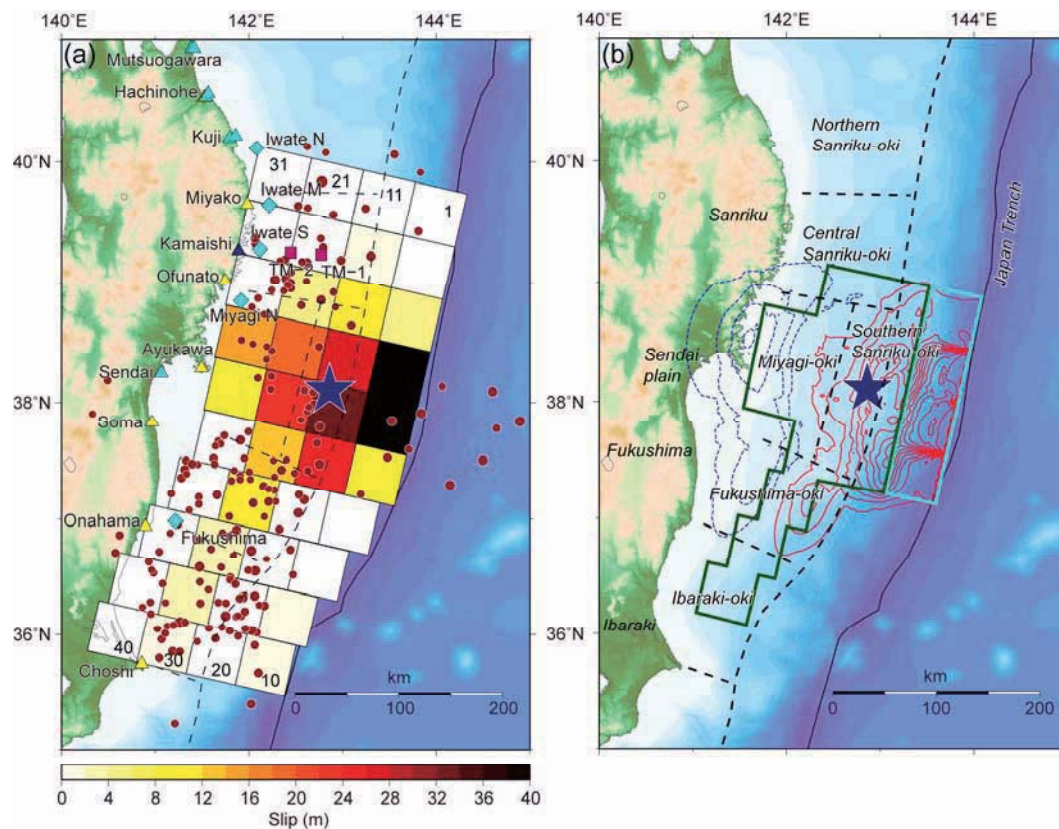 140°E
142°
144°
140°E
142°
144°
(a)
Mutsuogawara
Hachinohe
Kuji
Iwate N
40°N
31
21
11
1
Miyako
Iwate M
Kamaishi
Iwate S
TM-2
TM-1
Ofunato
Miyagi N
Ayukawa
Sendai
38°N
Soma
Onahama
Fukushima
36°N
40
30
20
10
Choshi
km
0
100
200
0
4
8
12
16
20
24
28
32
36
40
Slip (m)
(b)
Northern
Sanriku-oki
40°N
Sanriku
Central
Sanriku-oki
Japan Trench
Southern
Sanriku-oki
Miyagi-oki
Sendai
plain
38°N
Fukushima
Fukushima-oki
Ibaraki-oki
Ibaraki
36°N
km
0
100
200